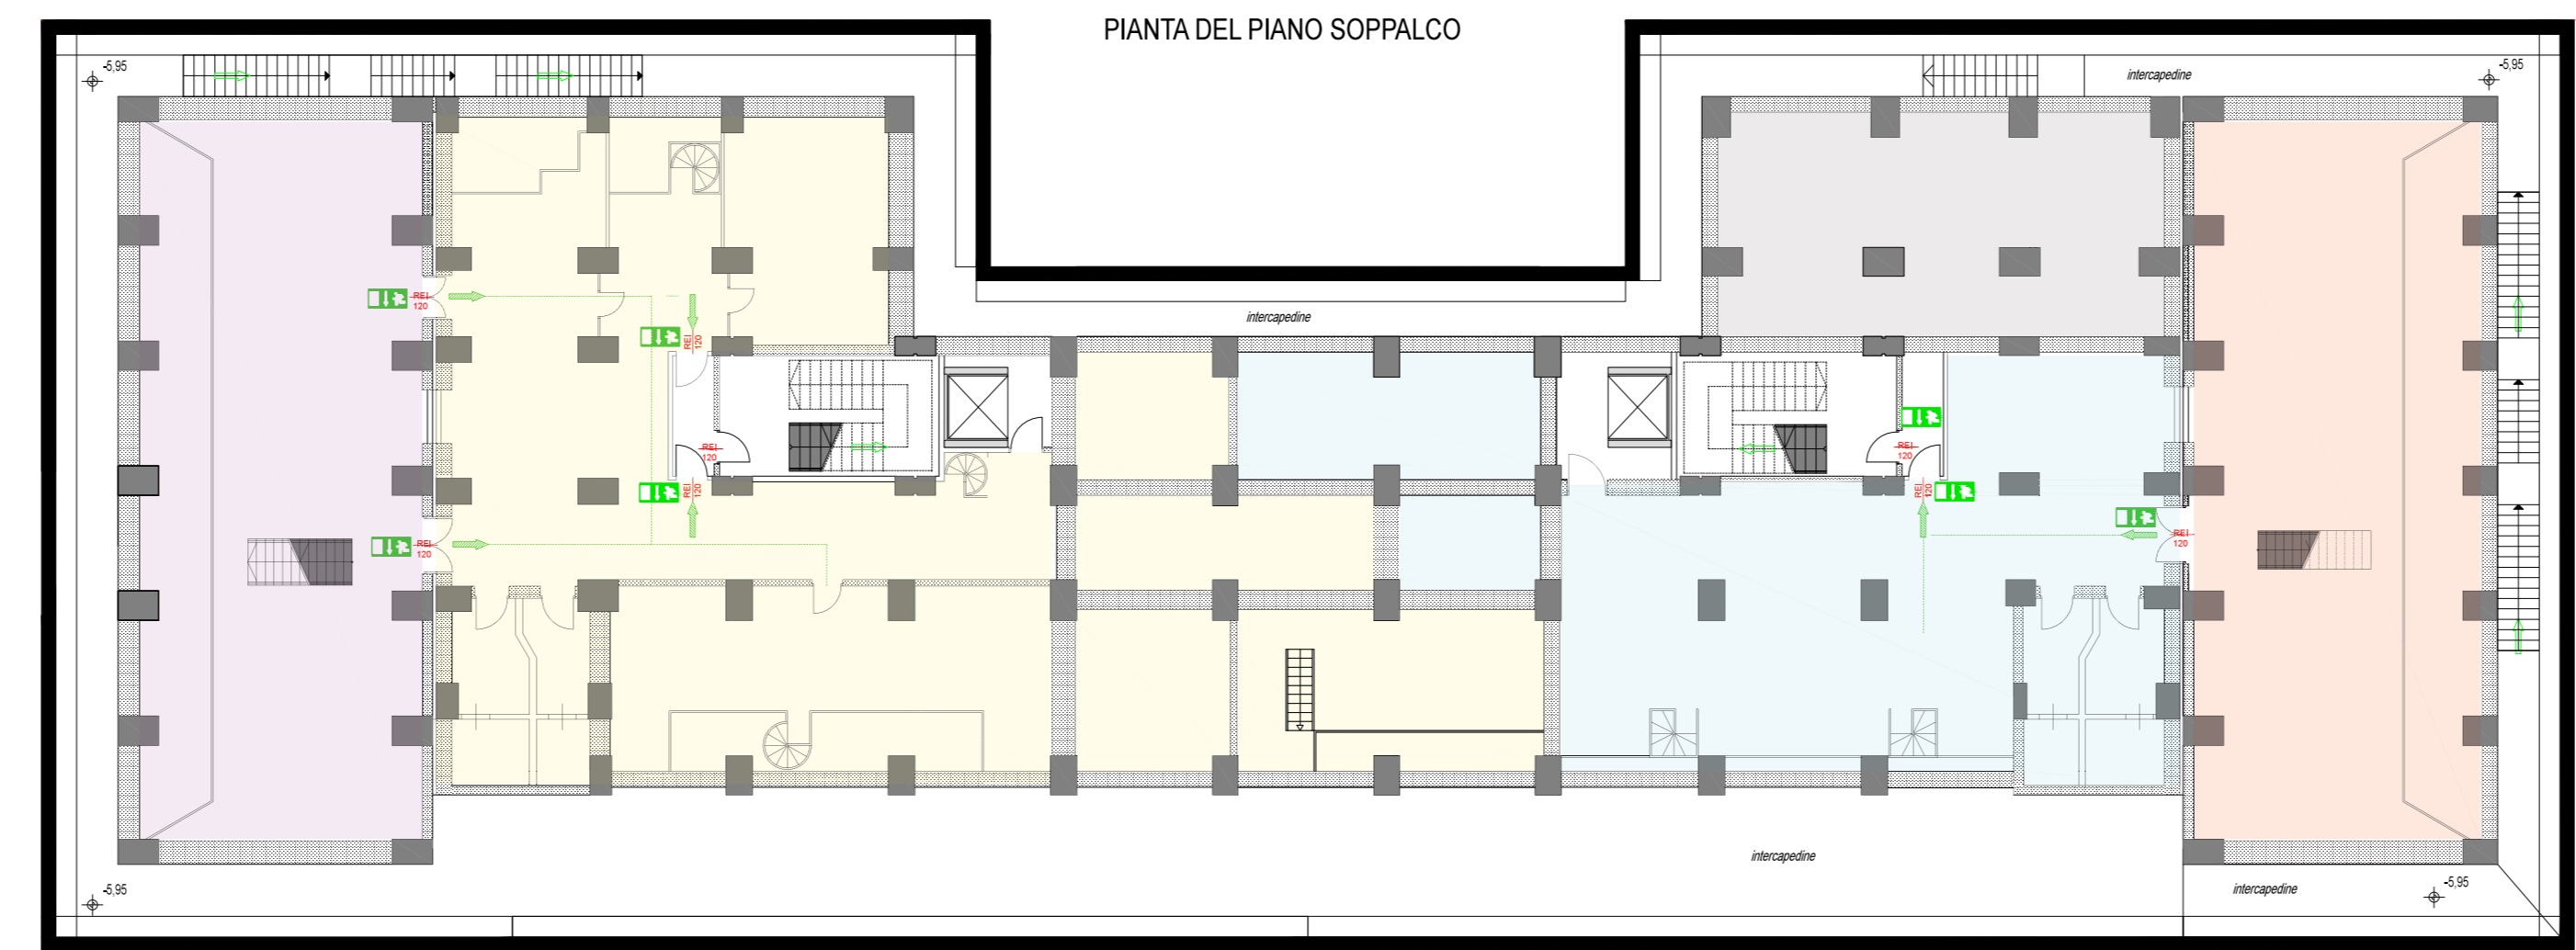 PIANTA DEL PIANO SOPPALCO
-5,95
-5,95
intercapedine
intercapedine
REI
120
REI
120
REI
120
REI
120
REI
120
REI
120
REI
120
REI
120
intercapedine
intercapedine
-5,95
-5,95